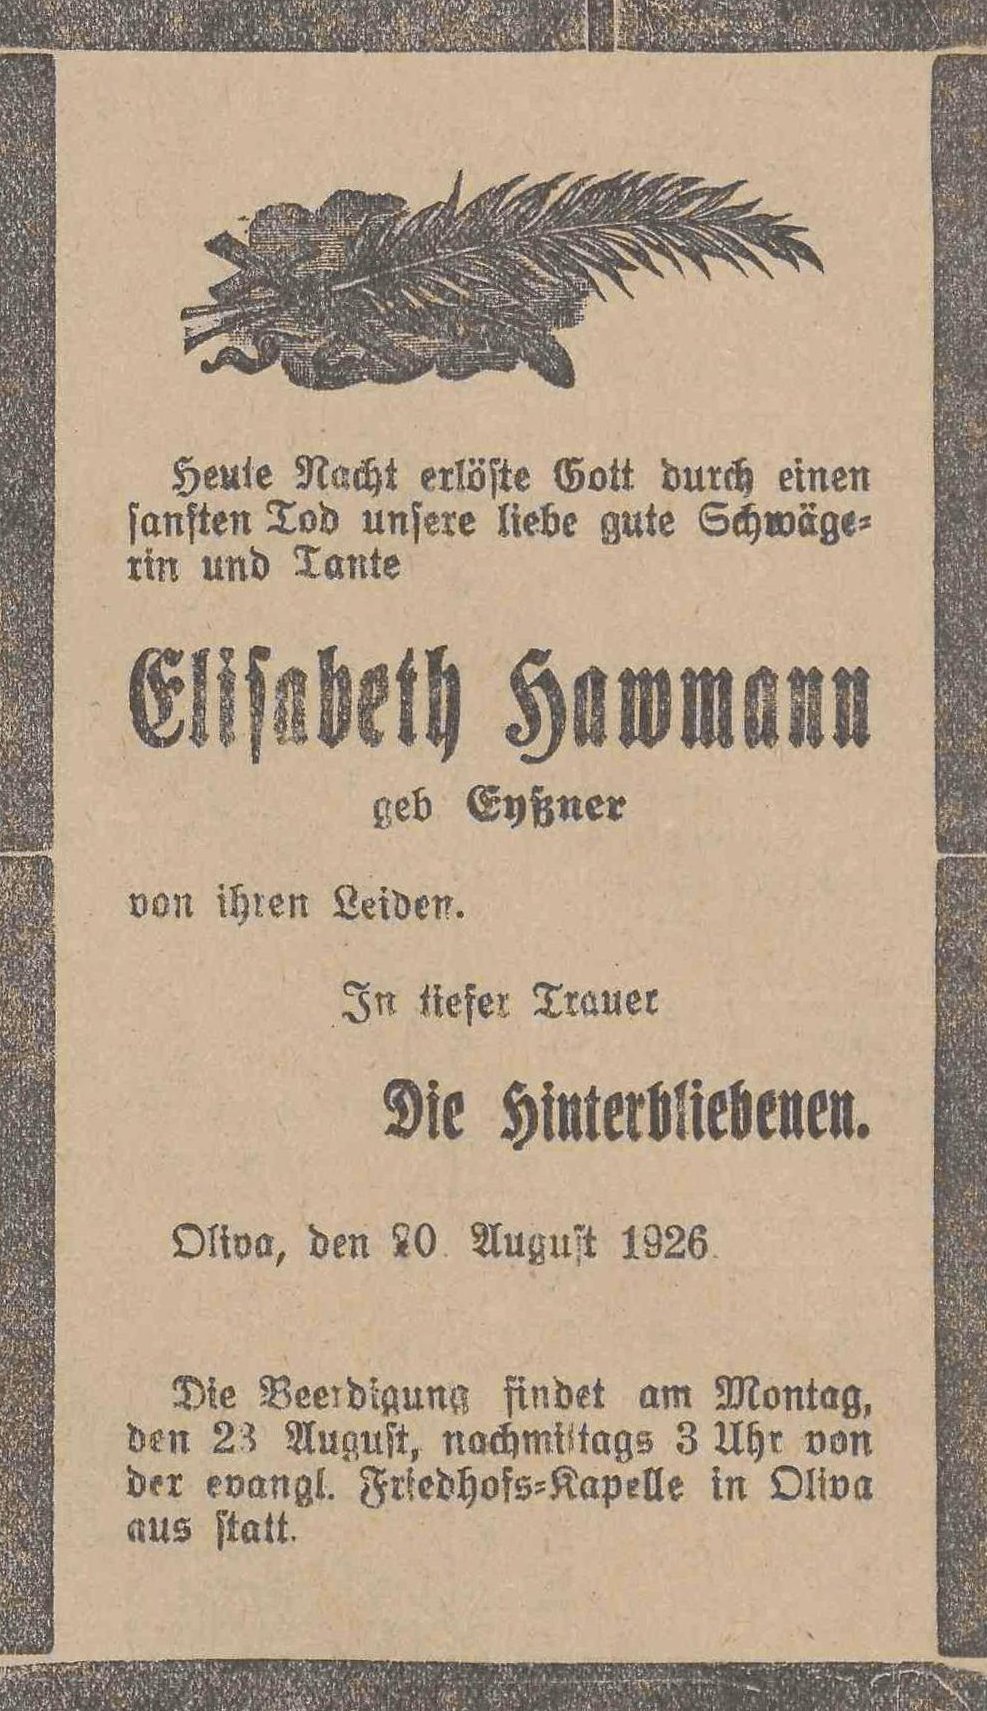 Heute Nacht erlöste Gott durch einen
sanften Tod unsere liebe gute Schwäge-
rin und Tante
Elisabeth Hawmann
geb Eyßner
von ihren Leiden.
In tiefer Trauer
Die Hinterbliebenen.
Oliva, den 20. August 1926.
Die Beerdigung findet am Montag,
den 23 August, nachmittags 3 Uhr von
der evangl. Friedhofs-Kapelle in Oliva
aus statt.